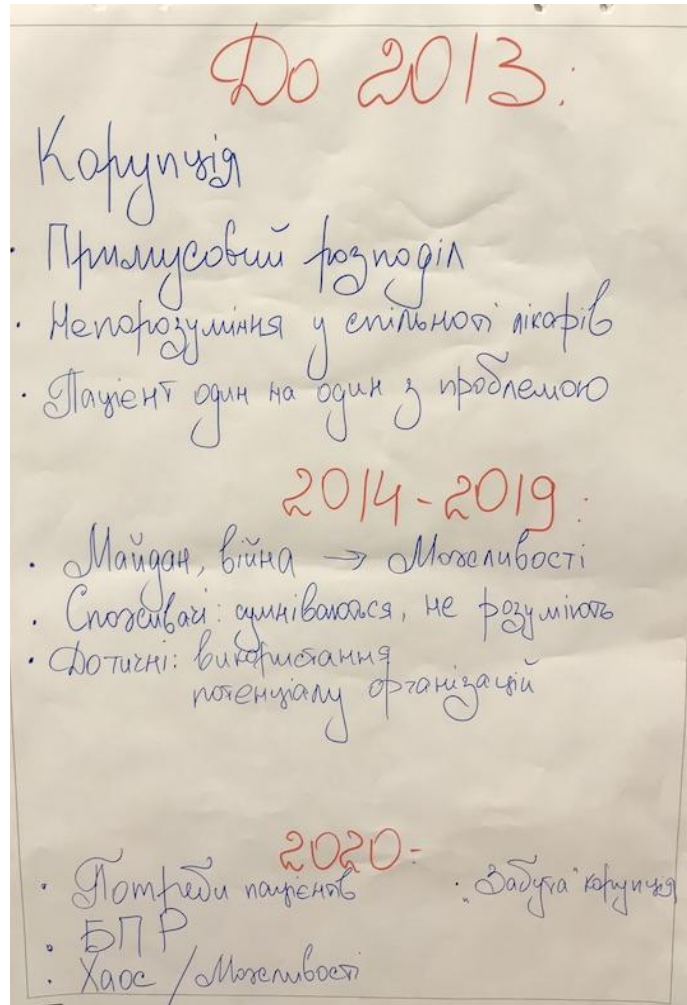 До 2013:
Корупція
· Примусовий розподіл
· Непорозуміння у спільноті лікарів
· Пацієнт один на один з проблемою
2014-2019:
· Майдан, війна → Можливості
· Споживачі: сумніваються, не розуміють
· Дотичні: використання
потенціалу організацій
2020-
· Потреби пацієнтів
· "Забута" корупція
· БПР
· Хаос / Можливості